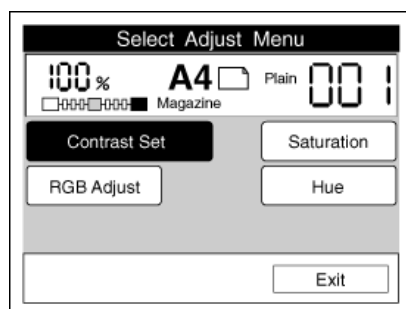 Select Adjust Menu
100 % A4 Plain 001
Magazine
Contrast Set Saturation
RGB Adjust Hue
Exit